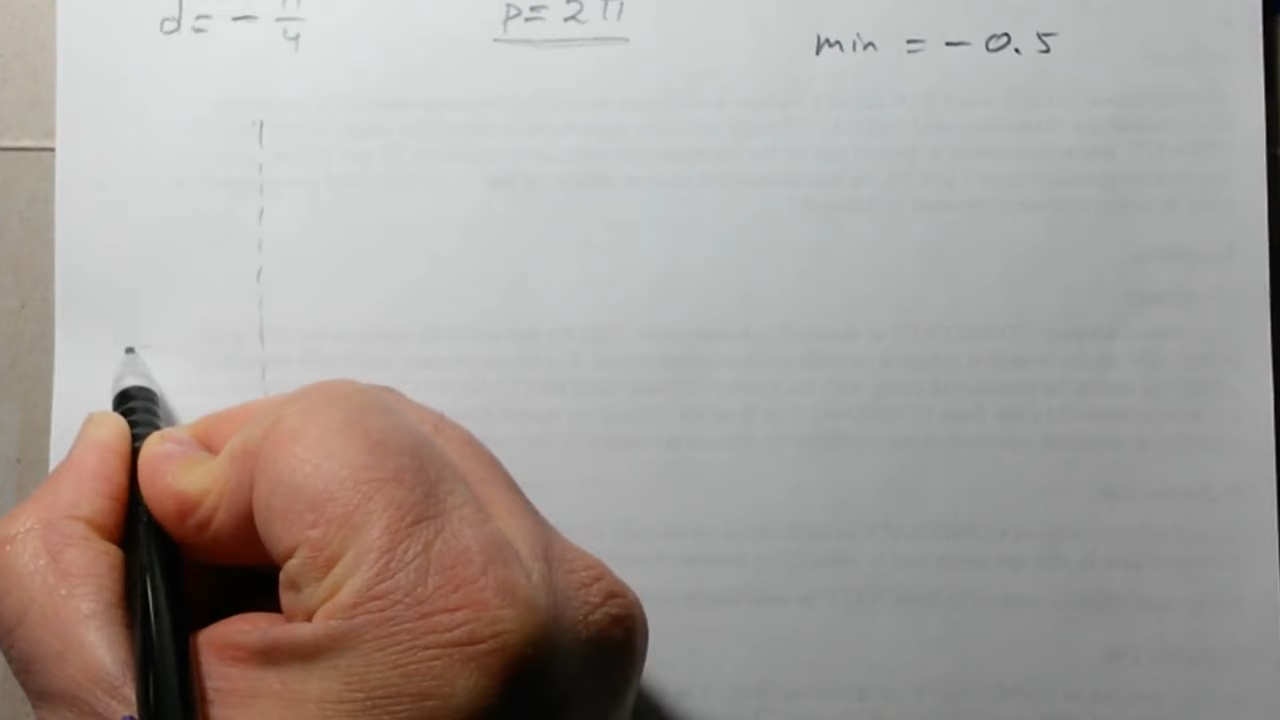 d = - π/4
p = 2π
min = - 0.5